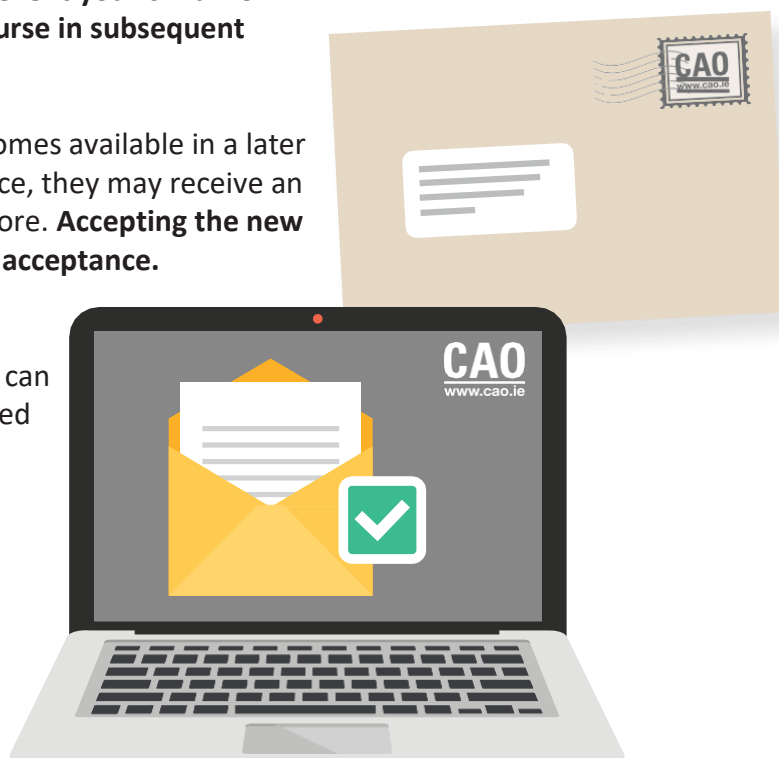 urse in subsequent
CAO
www.cao.ie
omes available in a later
ce, they may receive an
ore. Accepting the new
acceptance.
can
ed
CAO
www.cao.ie